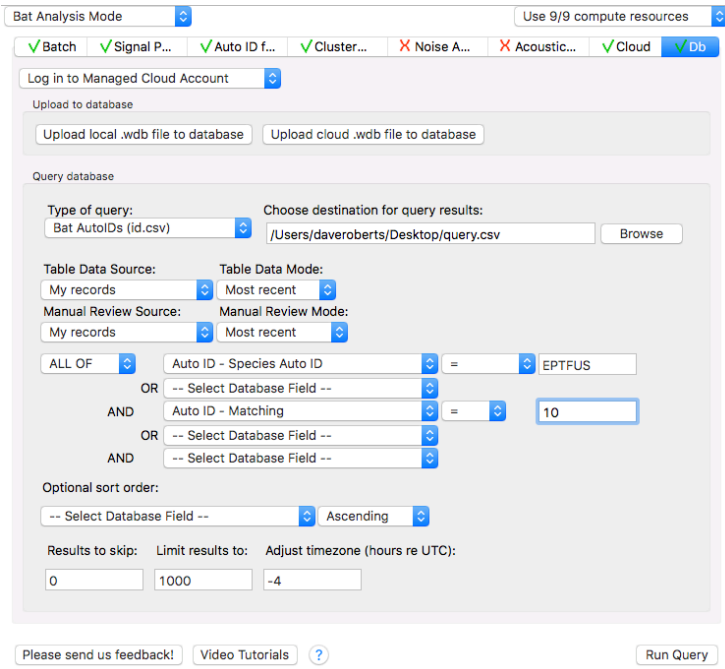 Bat Analysis Mode Use 9/9 compute resources
Batch Signal P... Auto ID f... Cluster... Noise A... Acoustic... Cloud Db
Log in to Managed Cloud Account
Upload to database
Upload local .wdb file to database Upload cloud .wdb file to database
Query database
Type of query: Choose destination for query results:
Bat AutoIDs (id.csv) /Users/daveroberts/Desktop/query.csv Browse
Table Data Source: Table Data Mode:
My records Most recent
Manual Review Source: Manual Review Mode:
My records Most recent
ALL OF Auto ID - Species Auto ID = EPTFUS
OR -- Select Database Field --
AND Auto ID - Matching = 10
OR -- Select Database Field --
AND -- Select Database Field --
Optional sort order:
-- Select Database Field -- Ascending
Results to skip: Limit results to: Adjust timezone (hours re UTC):
0 1000 -4
Please send us feedback! Video Tutorials ? Run Query